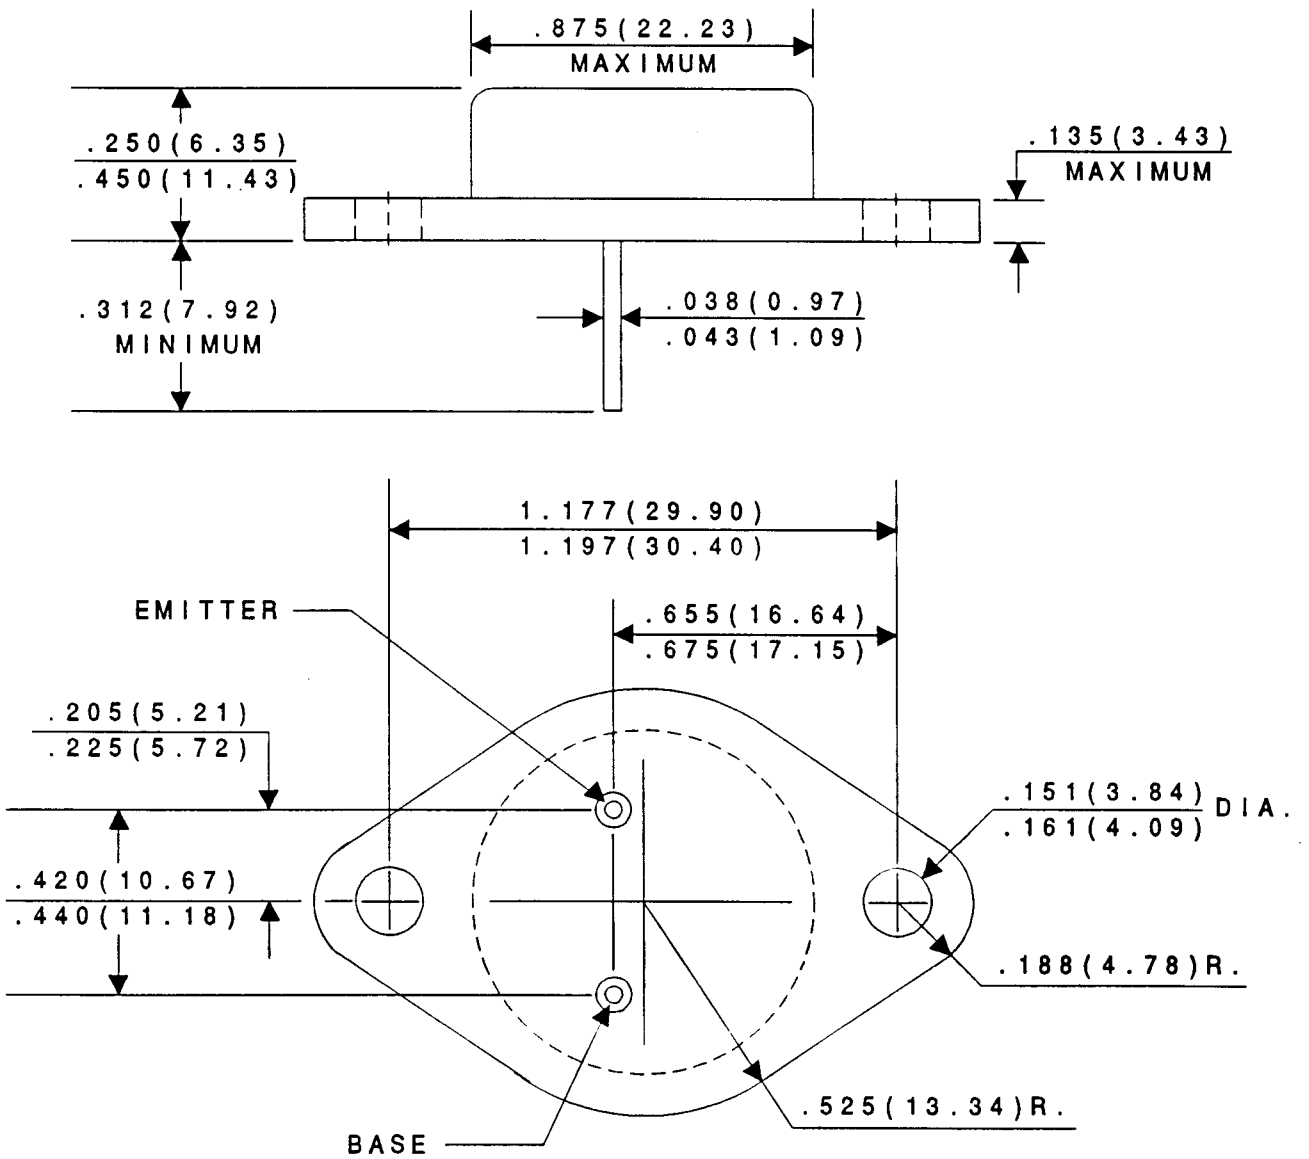 .875(22.23)
MAXIMUM
.250(6.35)
.450(11.43)
.135(3.43)
MAXIMUM
.312(7.92)
MINIMUM
.038(0.97)
.043(1.09)
1.177(29.90)
1.197(30.40)
EMITTER
.655(16.64)
.675(17.15)
.205(5.21)
.225(5.72)
.151(3.84)
.161(4.09)
DIA.
.420(10.67)
.440(11.18)
.188(4.78)R.
.525(13.34)R.
BASE